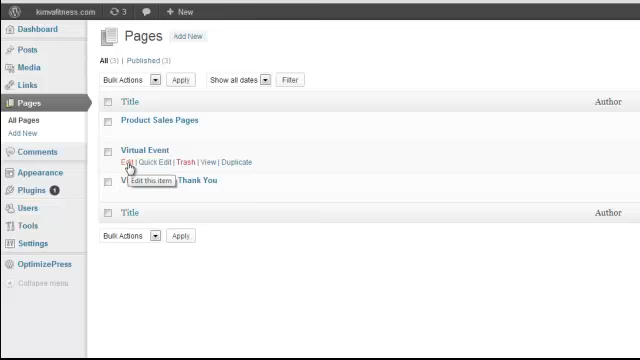 kimvafitness.com 3 + New
Dashboard
Posts
Media
Links
Pages
All Pages
Add New
Comments
Appearance
Plugins 1
Users
Tools
Settings
OptimizePress
Collapse menu
Pages Add New
All (3) | Published (3)
Bulk Actions Apply Show all dates Filter
Title Author
Product Sales Pages
Virtual Event
Edit | Quick Edit | Trash | View | Duplicate
Edit this item
Thank You
Title Author
Bulk Actions Apply